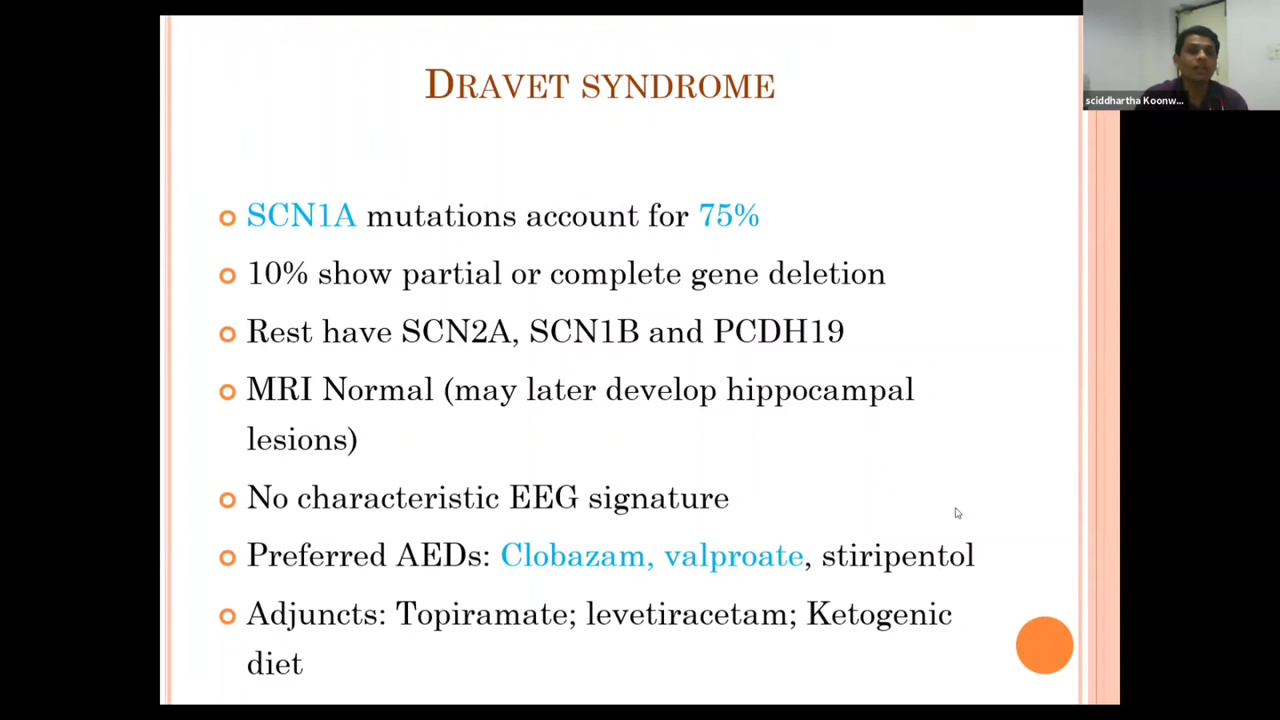 DRAVET SYNDROME
sciddhartha Koonw...
SCN1A mutations account for 75%
10% show partial or complete gene deletion
Rest have SCN2A, SCN1B and PCDH19
MRI Normal (may later develop hippocampal
lesions)
No characteristic EEG signature
Preferred AEDs: Clobazam, valproate, stiripentol
Adjuncts: Topiramate; levetiracetam; Ketogenic
diet